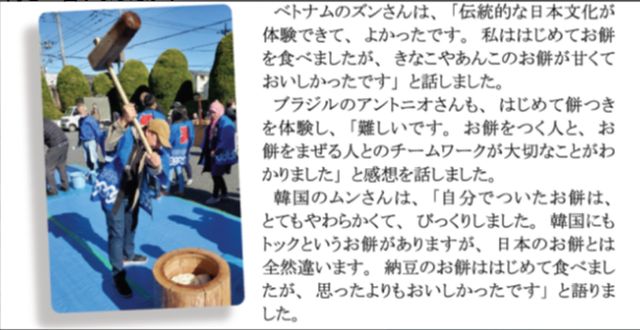 ベトナムのズンさんは、「伝統的な日本文化が
体験できて、よかったです。私ははじめてお餅
を食べましたが、きなこやあんこのお餅が甘くて
おいしかったです」と話しました。
ブラジルのアントニオさんも、はじめて餅つき
を体験し、「難しいです。お餅をつく人と、お
餅をまぜる人とのチームワークが大切なことがわ
かりました」と感想を話しました。
韓国のムンさんは、「自分でついたお餅は、
とてもやわらかくて、びっくりしました。韓国にも
トックというお餅がありますが、日本のお餅とは
全然違います。納豆のお餅ははじめて食べまし
たが、思ったよりもおいしかったです」と語りま
した。